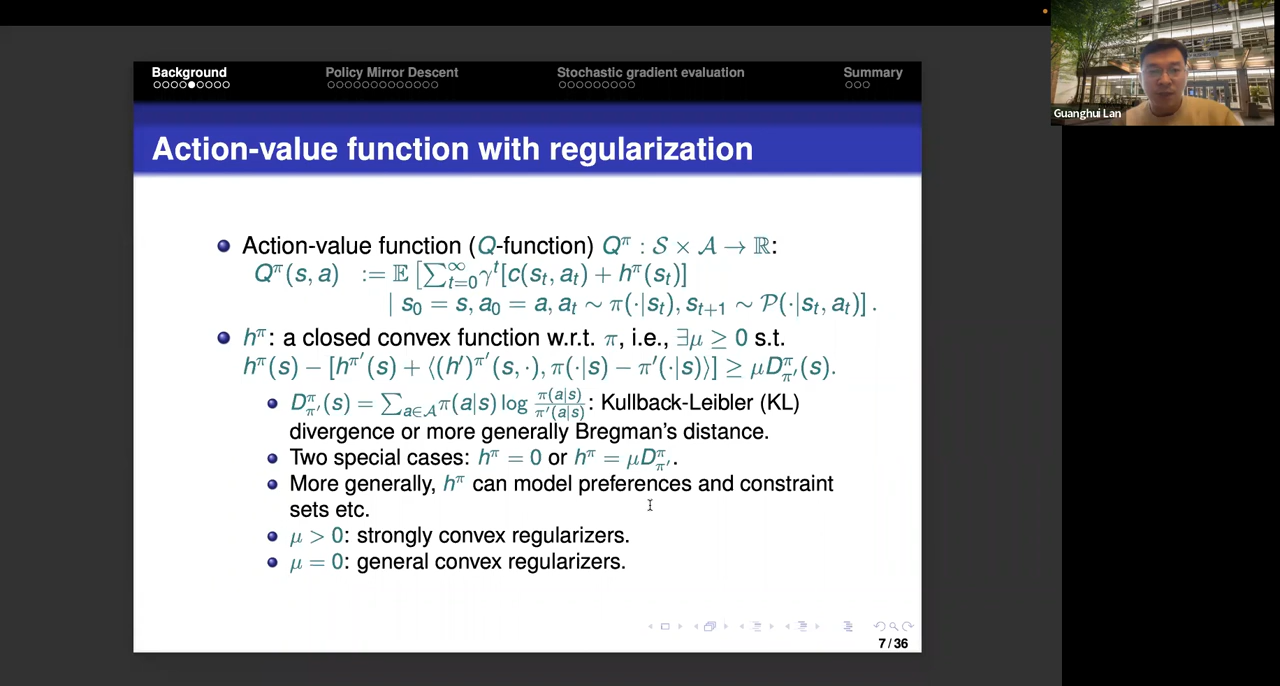 Background Policy Mirror Descent Stochastic gradient evaluation Summary
Action-value function with regularization
Action-value function (Q-function) Q^π : S × A → ℝ:
Q^π(s, a) := 𝔼 [∑_{t=0}^∞ γ^t[c(s_t, a_t) + h^π(s_t)]
| s_0 = s, a_0 = a, a_t ∼ π(·|s_t), s_{t+1} ∼ P(·|s_t, a_t)] .
h^π: a closed convex function w.r.t. π, i.e., ∃μ ≥ 0 s.t.
h^π(s) − [h^{π′}(s) + ⟨(h′)^{π′}(s, ·), π(·|s) − π′(·|s)⟩] ≥ μD^π_{π′}(s).
D^π_{π′}(s) = ∑_{a∈A} π(a|s) log π(a|s)/π′(a|s): Kullback-Leibler (KL)
divergence or more generally Bregman's distance.
Two special cases: h^π = 0 or h^π = μD^π_{π′}.
More generally, h^π can model preferences and constraint
sets etc.
μ > 0: strongly convex regularizers.
μ = 0: general convex regularizers.
7 / 36
Guanghui Lan